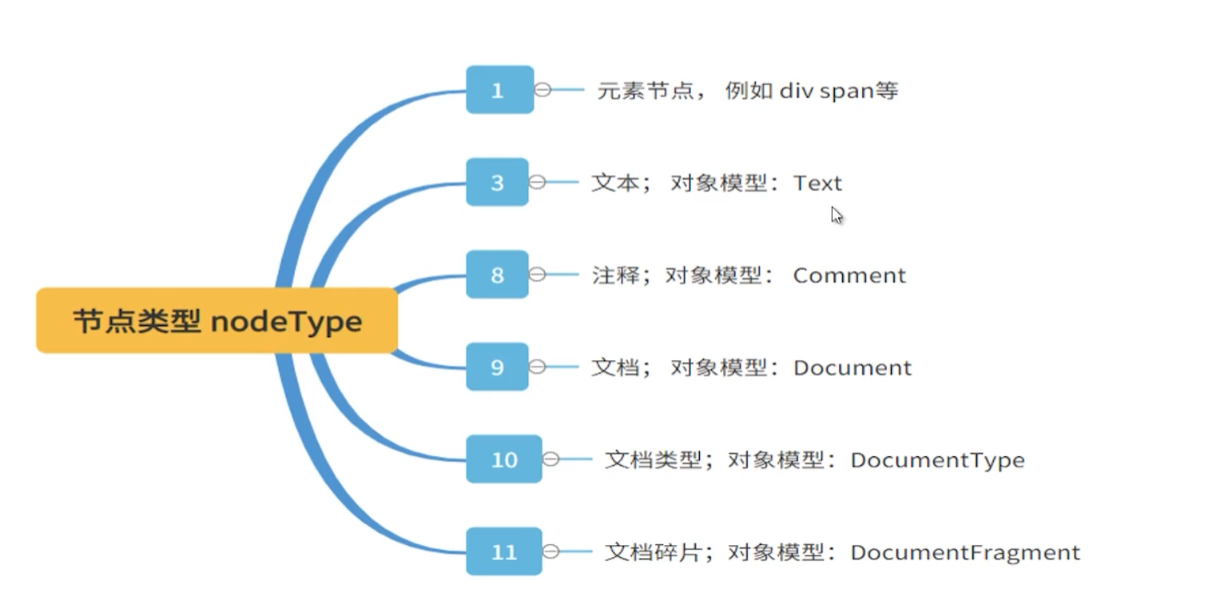 1
元素节点， 例如 div span等
3
文本； 对象模型：Text
8
注释；对象模型： Comment
节点类型 nodeType
9
文档； 对象模型：Document
10
文档类型；对象模型：DocumentType
11
文档碎片；对象模型：DocumentFragment